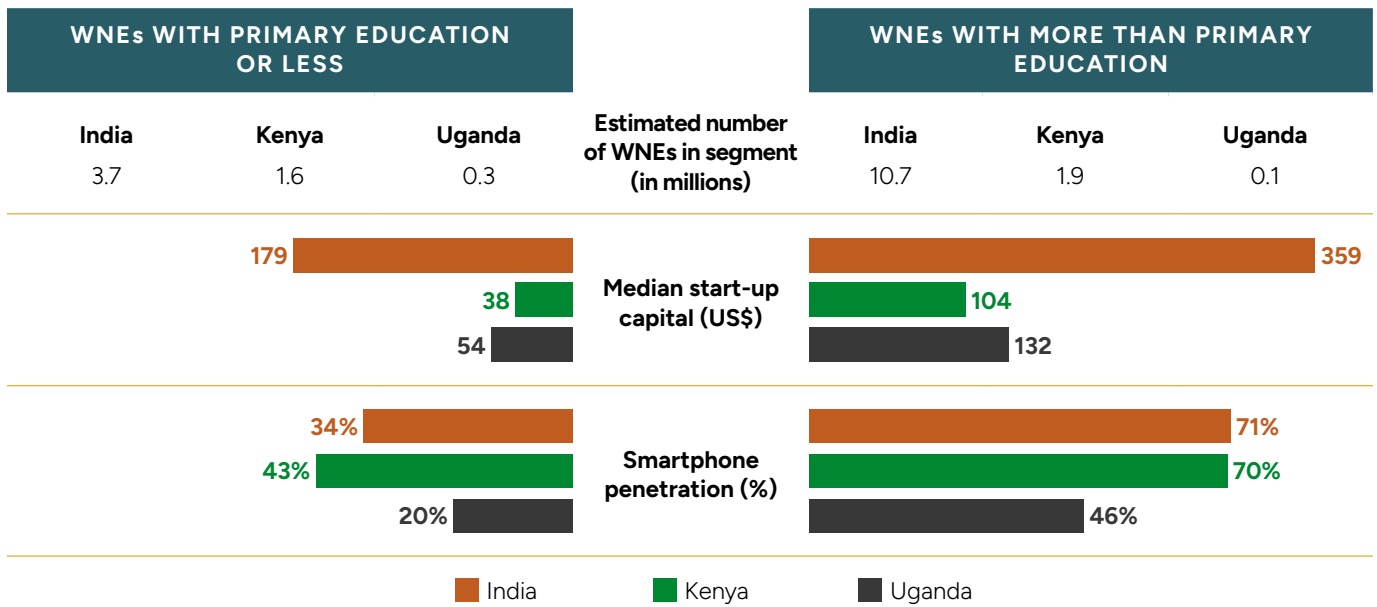 WNEs WITH PRIMARY EDUCATION
OR LESS
WNEs WITH MORE THAN PRIMARY
EDUCATION
India
Kenya
Uganda
3.7
1.6
0.3
Estimated number
of WNEs in segment
(in millions)
India
Kenya
Uganda
10.7
1.9
0.1
179
38
54
Median start-up
capital (US$)
359
104
132
34%
43%
20%
Smartphone
penetration (%)
71%
70%
46%
India
Kenya
Uganda